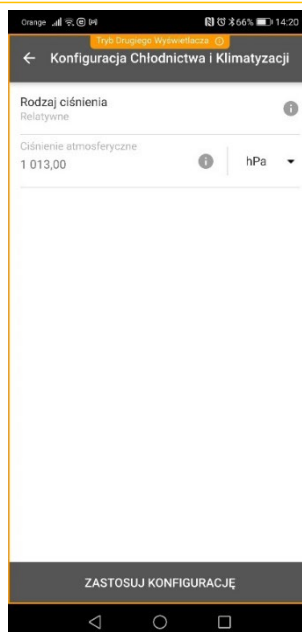 Orange 66% 14:20
Tryb Drugiego Wyświetlacza
Konfiguracja Chłodnictwa i Klimatyzacji
Rodzaj ciśnienia
Relatywne
Ciśnienie atmosferyczne
1 013,00 hPa
ZASTOSUJ KONFIGURACJĘ